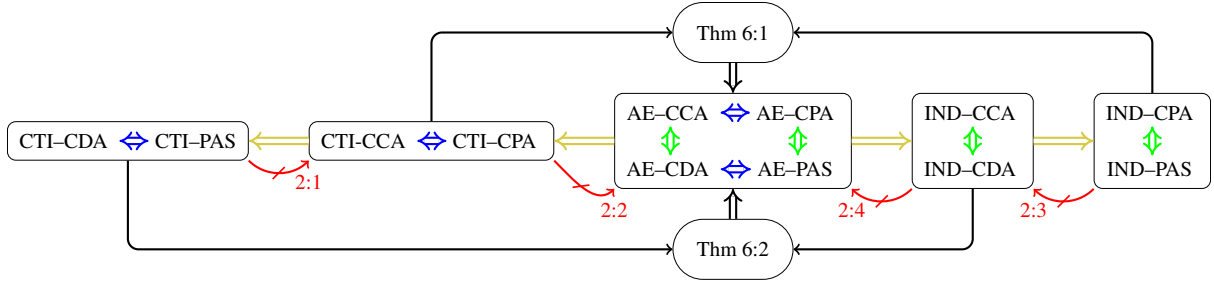 Thm 6:1
AE–CCA AE–CPA IND–CCA IND–CPA
CTI–CDA CTI–PAS CTI-CCA CTI–CPA
AE–CDA AE–PAS IND–CDA IND–PAS
2:1 2:2 2:4 2:3
Thm 6:2